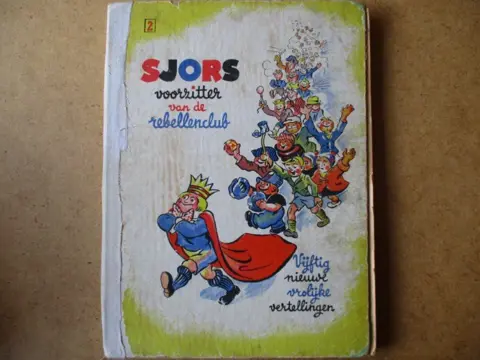 2
SJORS
voorzitter
van de
rebellenclub
Vijftig
nieuwe
vrolijke
vertellingen